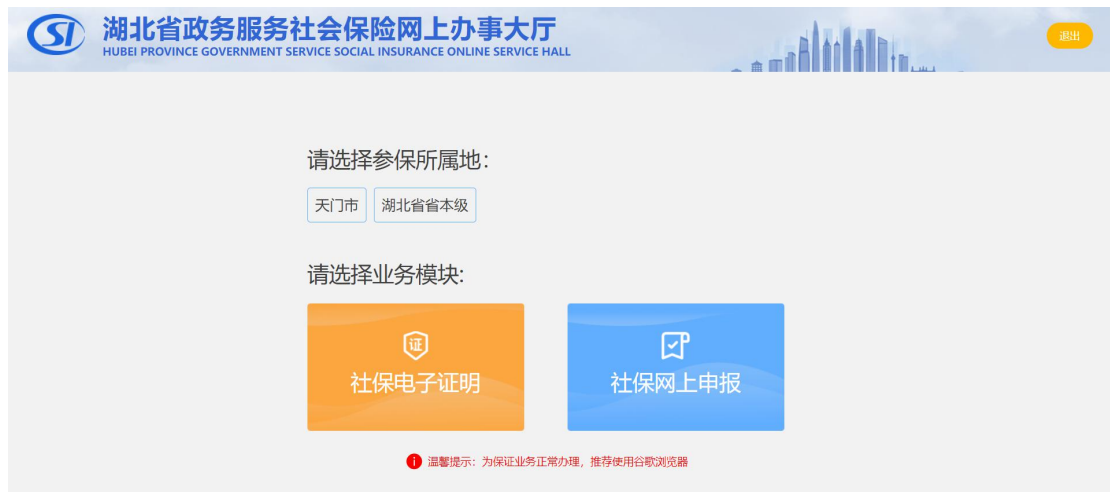 SI
湖北省政务服务社会保险网上办事大厅
HUBEI PROVINCE GOVERNMENT SERVICE SOCIAL INSURANCE ONLINE SERVICE HALL
退出
请选择参保所属地:
天门市 湖北省省本级
请选择业务模块:
证
社保电子证明 社保网上申报
温馨提示：为保证业务正常办理，推荐使用谷歌浏览器